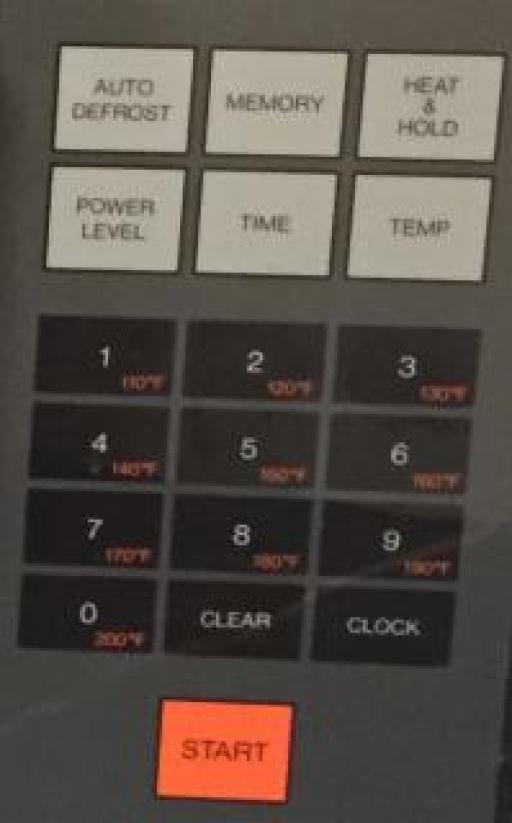 AUTO
DEFROST
MEMORY
HEAT
&
HOLD
POWER
LEVEL
TIME
TEMP
1
110°F
2
120°F
3
130°F
4
140°F
5
150°F
6
160°F
7
170°F
8
180°F
9
190°F
0
200°F
CLEAR
CLOCK
START